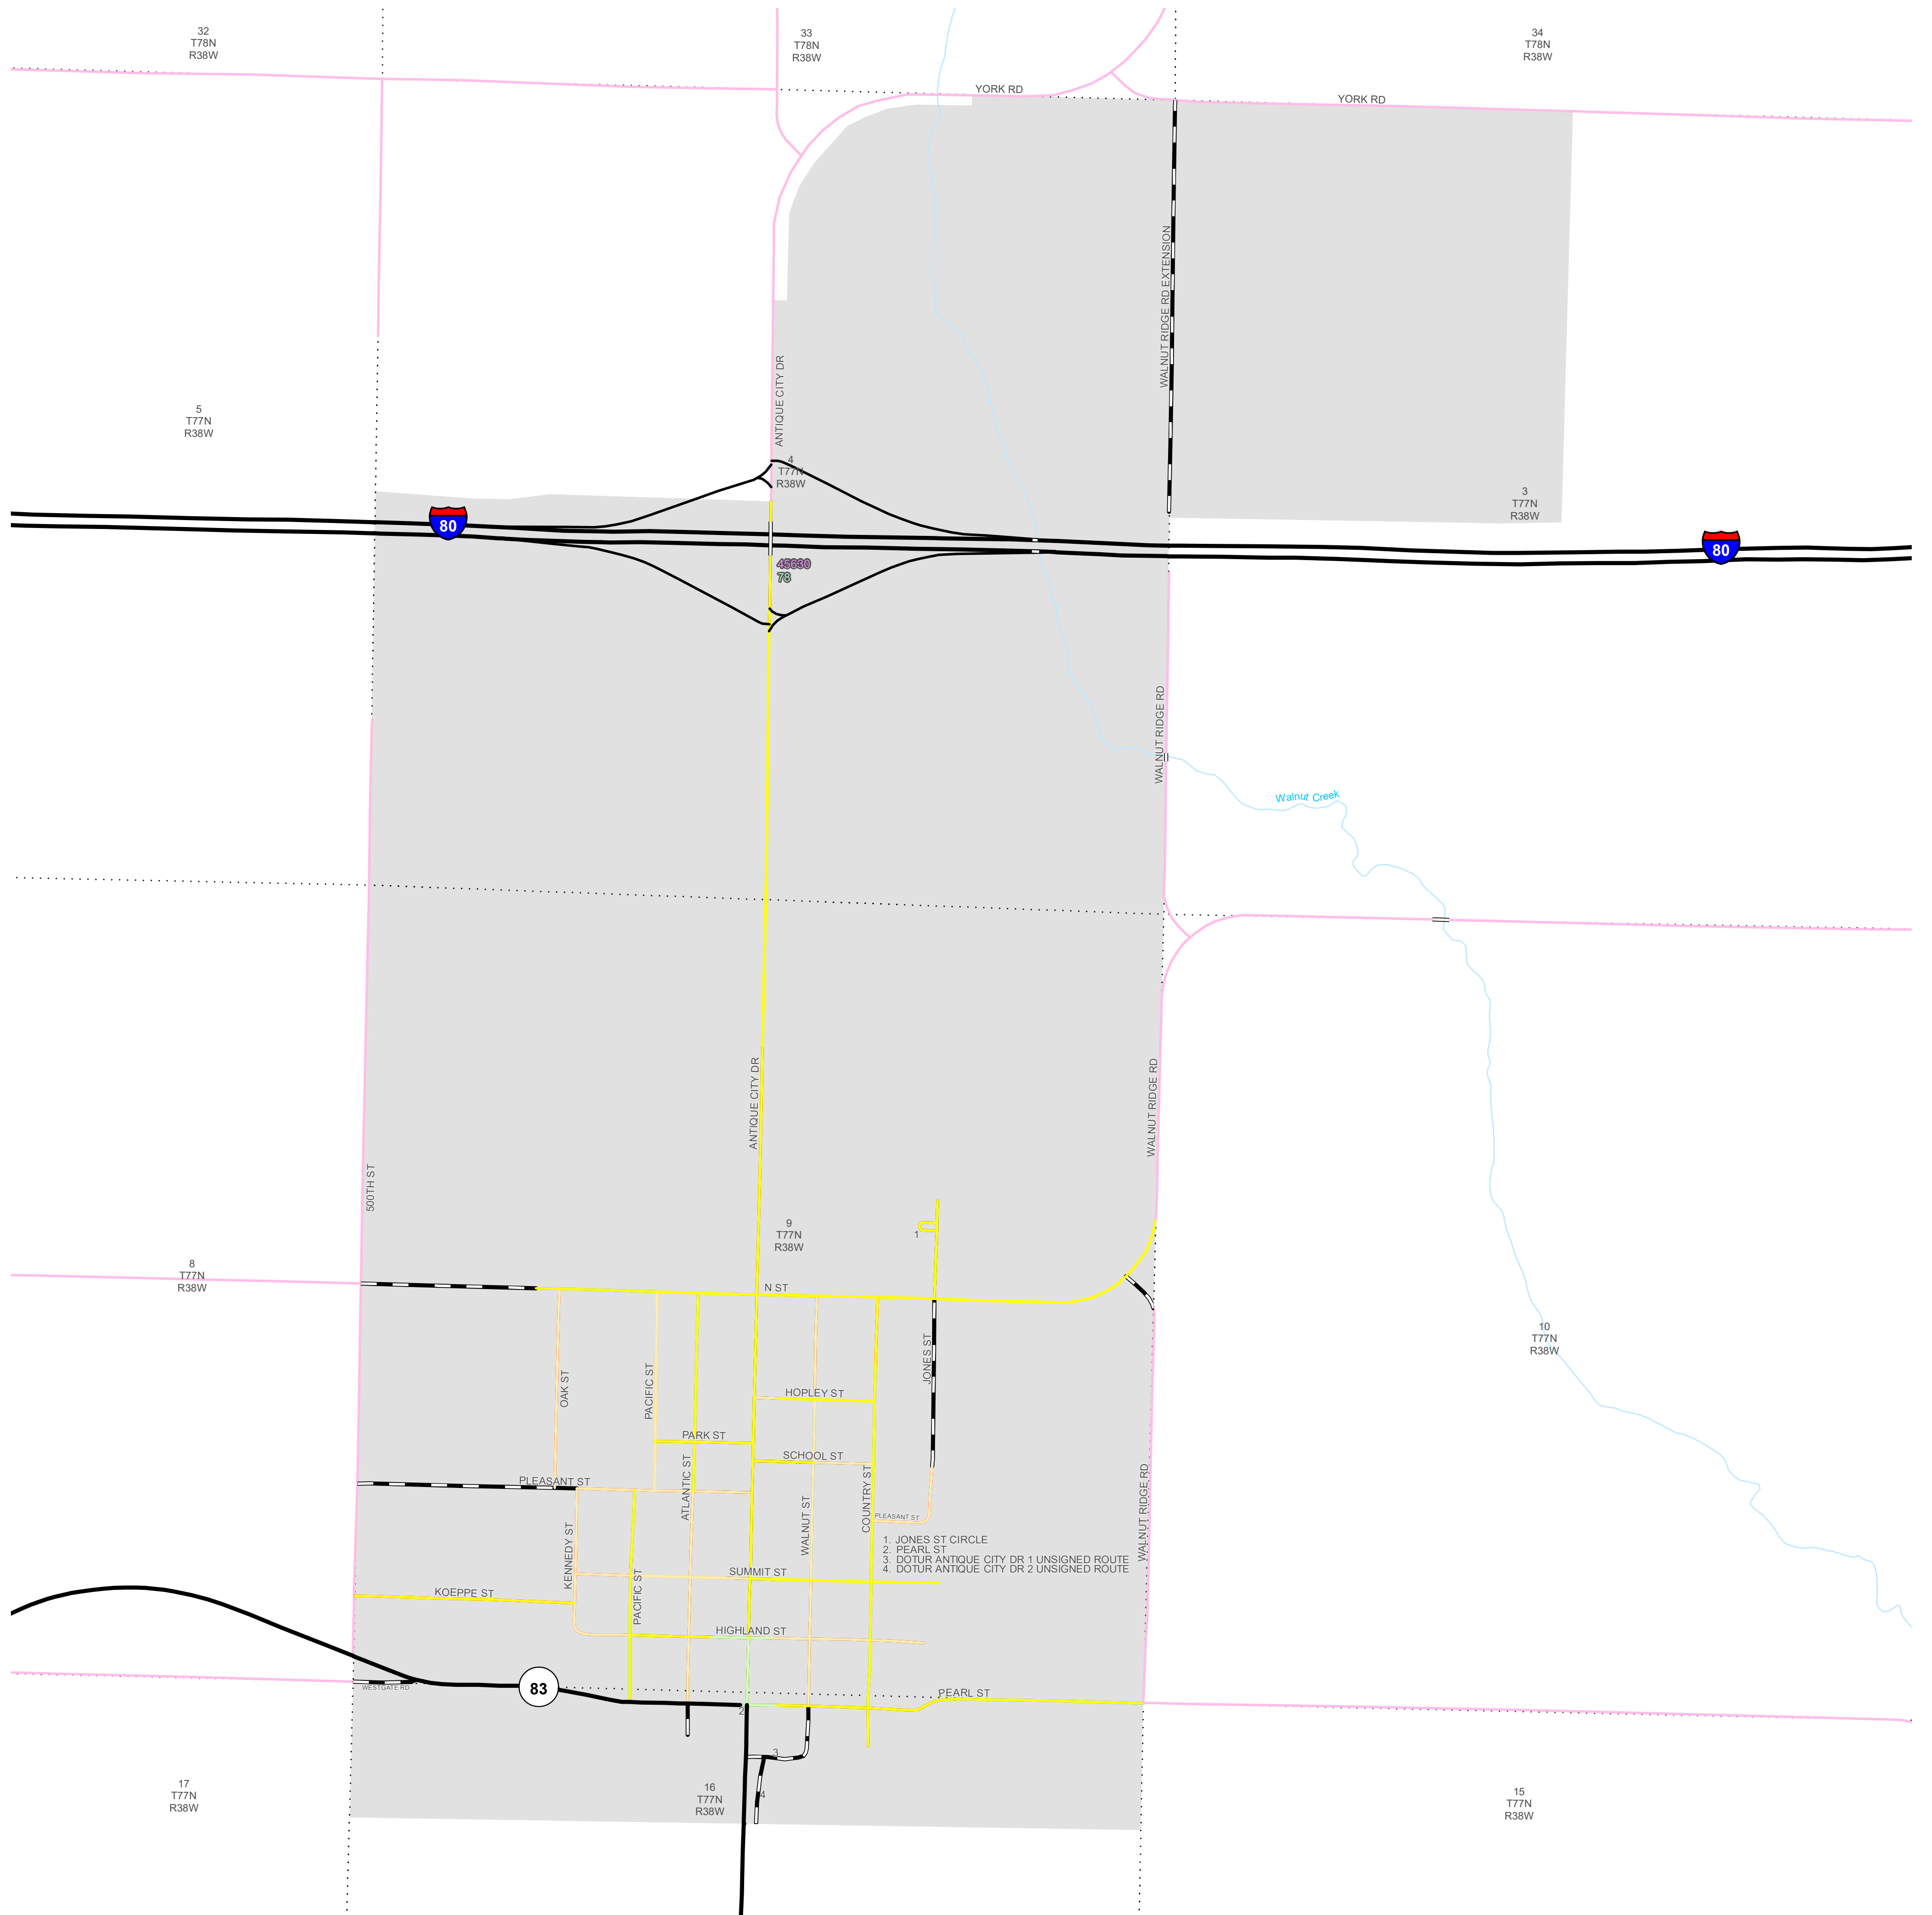 32
T78N
R38W
33
T78N
R38W
34
T78N
R38W
YORK RD
YORK RD
WALNUT RIDGE RD EXTENSION
ANTIQUE CITY DR
5
T77N
R38W
4
T77N
R38W
3
T77N
R38W
80
80
45630
78
WALNUT RIDGE RD
Walnut Creek
ANTIQUE CITY DR
WALNUT RIDGE RD
500TH ST
9
T77N
R38W
1
8
T77N
R38W
N ST
10
T77N
R38W
OAK ST
PACIFIC ST
JONES ST
HOPLEY ST
PARK ST
SCHOOL ST
PLEASANT ST
ATLANTIC ST
WALNUT ST
COUNTRY ST
PLEASANT ST
WALNUT RIDGE RD
1. JONES ST CIRCLE
2. PEARL ST
3. DOTUR ANTIQUE CITY DR 1 UNSIGNED ROUTE
4. DOTUR ANTIQUE CITY DR 2 UNSIGNED ROUTE
KENNEDY ST
SUMMIT ST
KOEPPE ST
PACIFIC ST
HIGHLAND ST
WESTGATE RD
83
PEARL ST
2
3
4
17
T77N
R38W
16
T77N
R38W
15
T77N
R38W